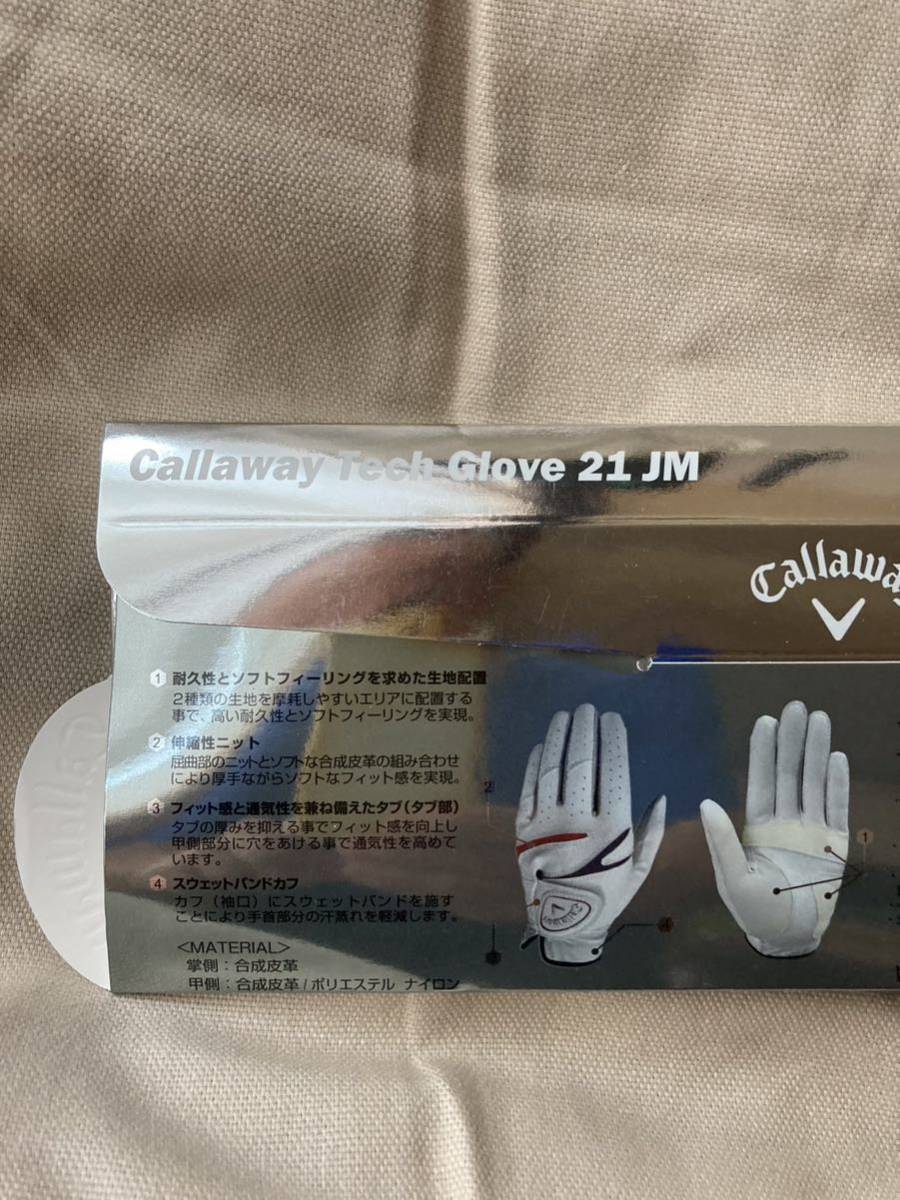 Callaway Tech Glove 21 JM
Callaway
1 耐久性とソフトフィーリングを求めた生地配置
2種類の生地を摩耗しやすいエリアに配置する
事で、高い耐久性とソフトフィーリングを実現。
2 伸縮性ニット
屈曲部のニットとソフトな合成皮革の組み合わせ
により厚手ながらソフトなフィット感を実現。
3 フィット感と通気性を兼ね備えたタブ(タブ部)
タブの厚みを抑える事でフィット感を向上し
甲側部分に穴をあける事で通気性を高めて
います。
4 スウェットバンドカフ
カフ(袖口)にスウェットバンドを施す
ことにより手首部分の汗蒸れを軽減します。
<MATERIAL>
掌側:合成皮革
甲側:合成皮革/ポリエステル ナイロン
2
4
1